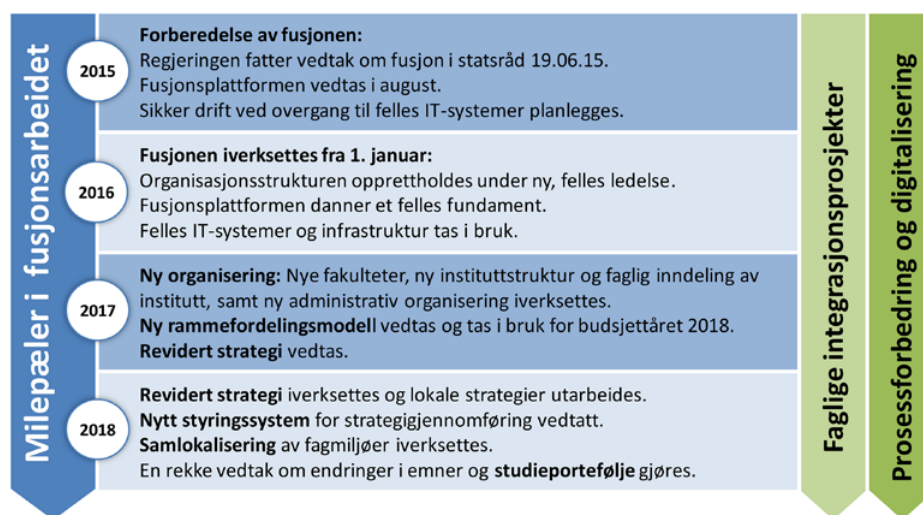 Milepæler i fusjonsarbeidet
2015
Forberedelse av fusjonen:
Regjeringen fatter vedtak om fusjon i statsråd 19.06.15.
Fusjonsplattformen vedtas i august.
Sikker drift ved overgang til felles IT-systemer planlegges.
2016
Fusjonen iverksettes fra 1. januar:
Organisasjonsstrukturen opprettholdes under ny, felles ledelse.
Fusjonsplattformen danner et felles fundament.
Felles IT-systemer og infrastruktur tas i bruk.
2017
Ny organisering: Nye fakulteter, ny instituttstruktur og faglig inndeling av
institutt, samt ny administrativ organisering iverksettes.
Ny rammefordelingsmodell vedtas og tas i bruk for budsjettåret 2018.
Revidert strategi vedtas.
2018
Revidert strategi iverksettes og lokale strategier utarbeides.
Nytt styringssystem for strategigjennomføring vedtatt.
Samlokalisering av fagmiljøer iverksettes.
En rekke vedtak om endringer i emner og studieportefølje gjøres.
Faglige integrasjonsprosjekter
Prosessforbedring og digitalisering